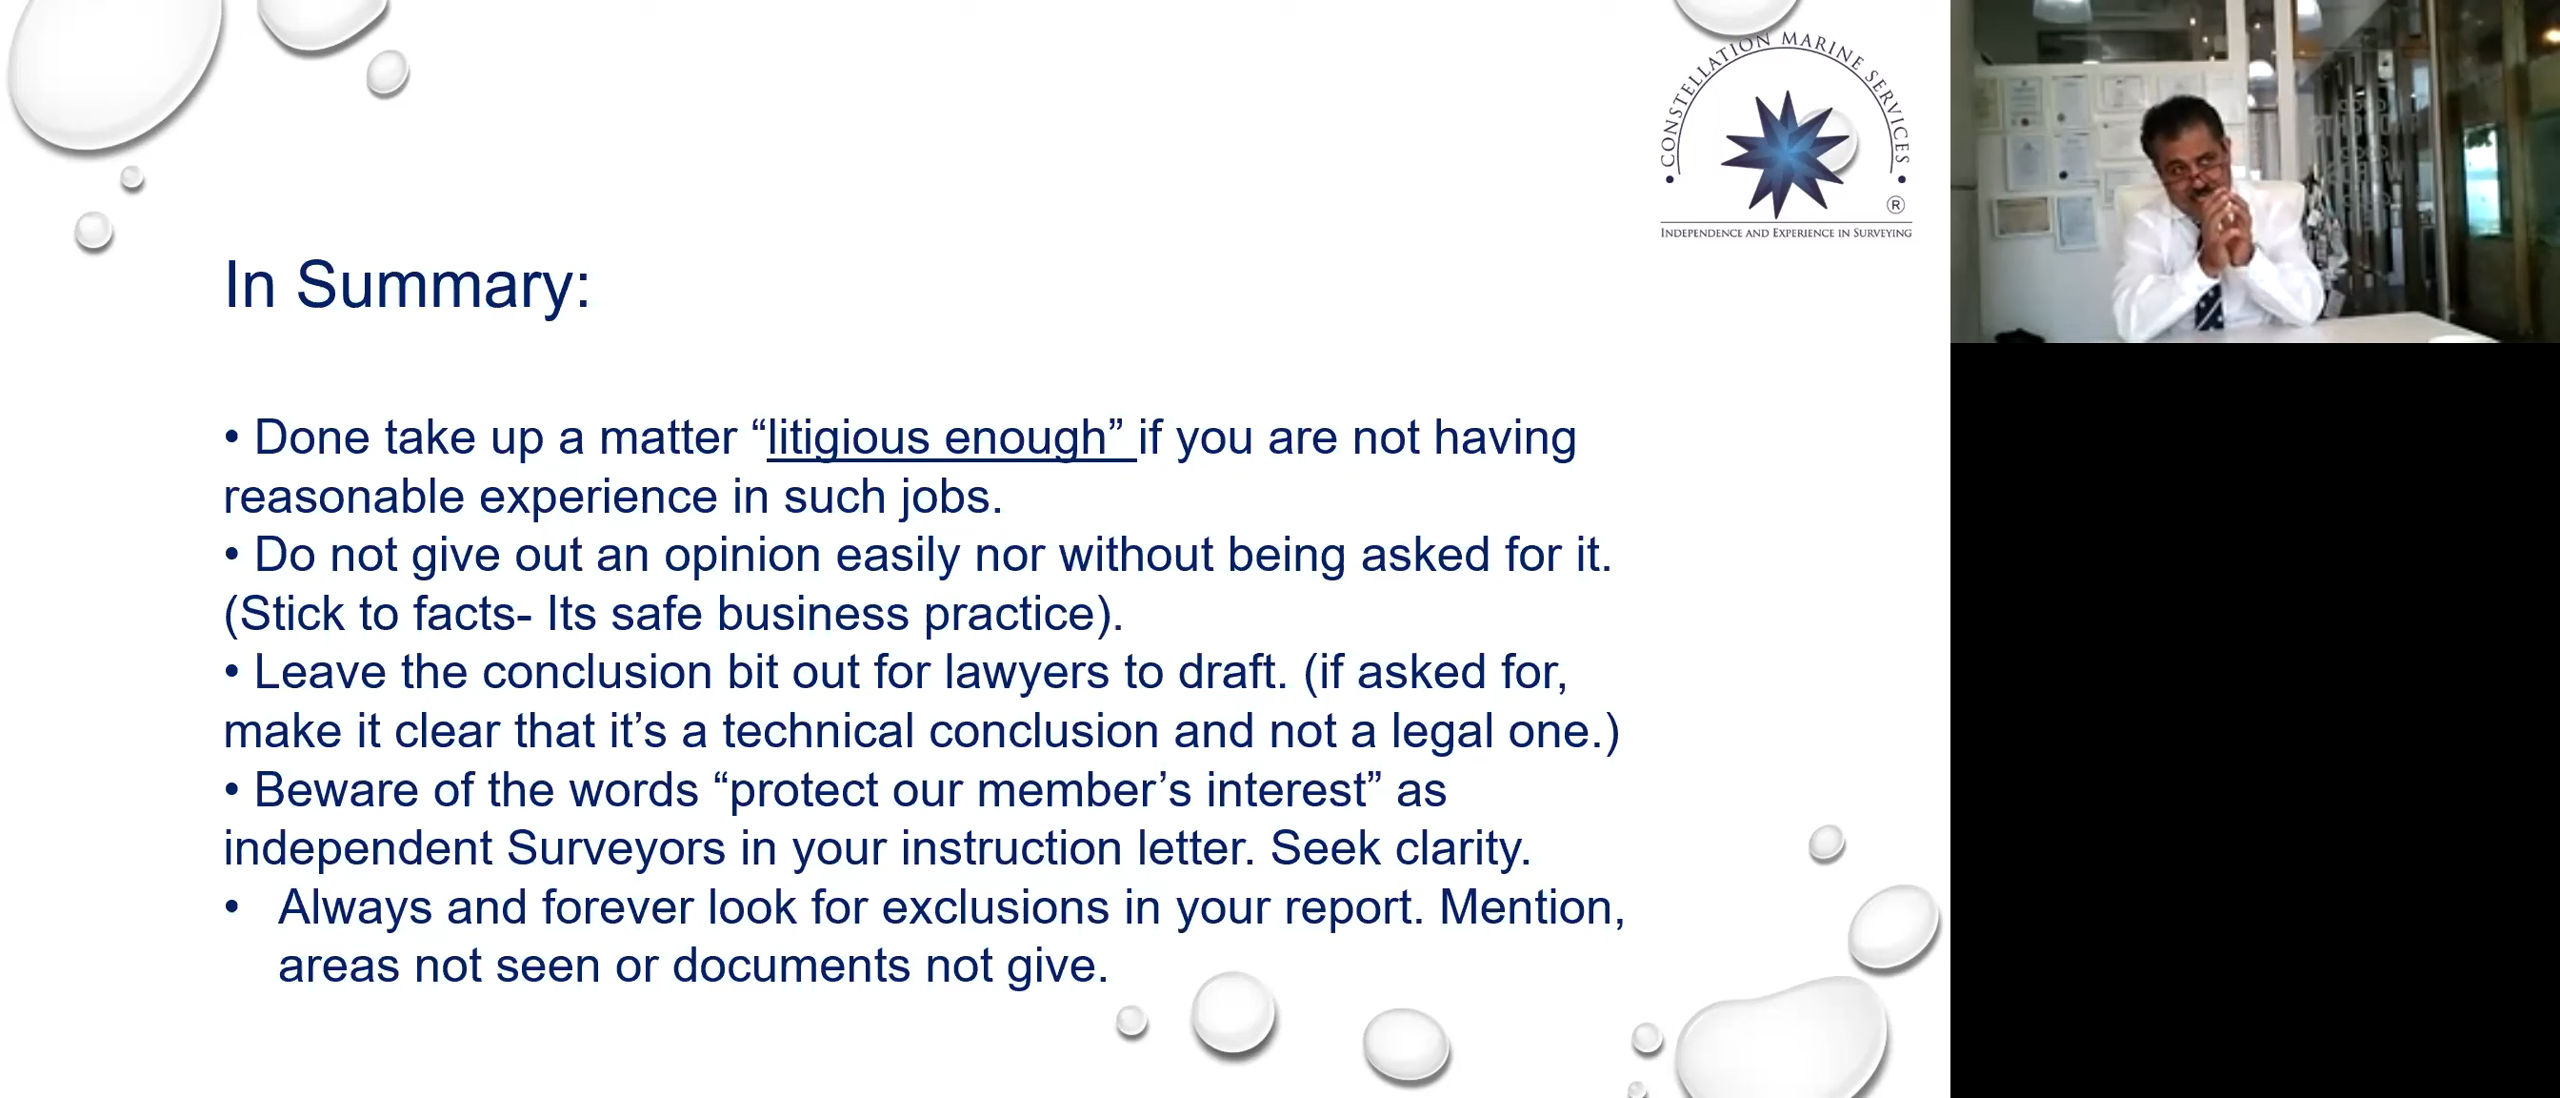 CONSTELLATION MARINE SERVICES
®
INDEPENDENCE AND EXPERIENCE IN SURVEYING
In Summary:
• Done take up a matter “litigious enough” if you are not having
reasonable experience in such jobs.
• Do not give out an opinion easily nor without being asked for it.
(Stick to facts- Its safe business practice).
• Leave the conclusion bit out for lawyers to draft. (if asked for,
make it clear that it’s a technical conclusion and not a legal one.)
• Beware of the words “protect our member’s interest” as
independent Surveyors in your instruction letter. Seek clarity.
• Always and forever look for exclusions in your report. Mention,
areas not seen or documents not give.